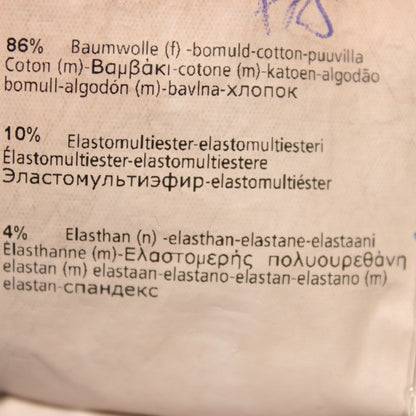 86% Baumwolle (f) -bomuld-cotton-puuvilla
Coton (m)-Βαμβάκι-cotone (m)-katoen-algodão
bomull-algodón (m)-bavlna-хлопок
10% Elastomultiester-elastomultiesteri
Élastomultiester-elastomultiestere
Эластомультиэфир-elastomultiéster
4% Elasthan (n) -elasthan-elastane-elastaani
Élasthanne (m)-Ελαστομερής πολυουρεθάνη
elastan (m) elastaan-elastano-elastan-elastano (m)
elastan-спандекс